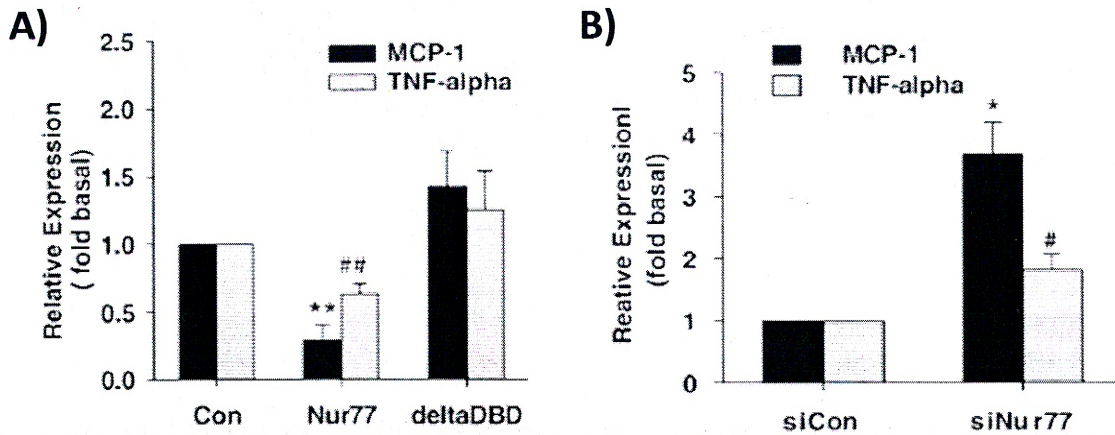 A)
2.5
2.0
1.5
1.0
0.5
0.0
Relative Expression
( fold basal)
MCP-1
TNF-alpha
**
##
Con
Nur77
deltaDBD
B)
5
4
3
2
1
0
Reative Expressionl
(fold basal)
MCP-1
TNF-alpha
*
#
siCon
siNur77